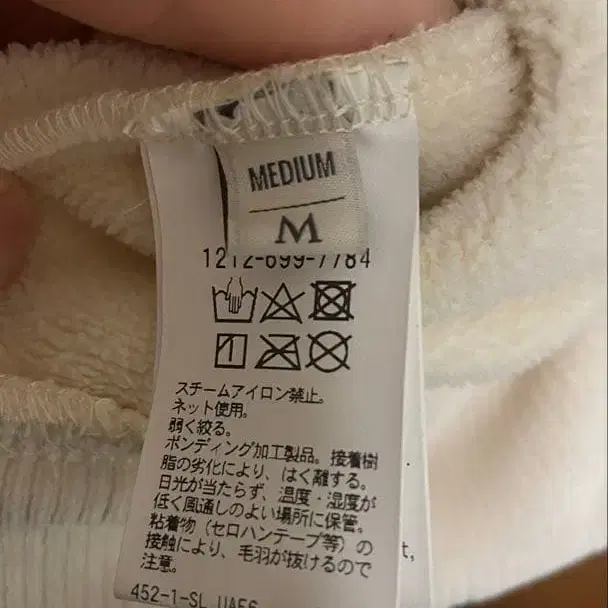 MEDIUM
M
1212-699-7784
スチームアイロン禁止。
ネット使用。
弱く絞る。
ボンディング加工製品。接着樹
脂の劣化により、はく離する。
日光が当たらず、温度・湿度が
低く風通しのよい場所に保管。
粘着物（セロハンテープ等）の
接触により、毛羽が抜けるので
注意。
t,
452-1-SL